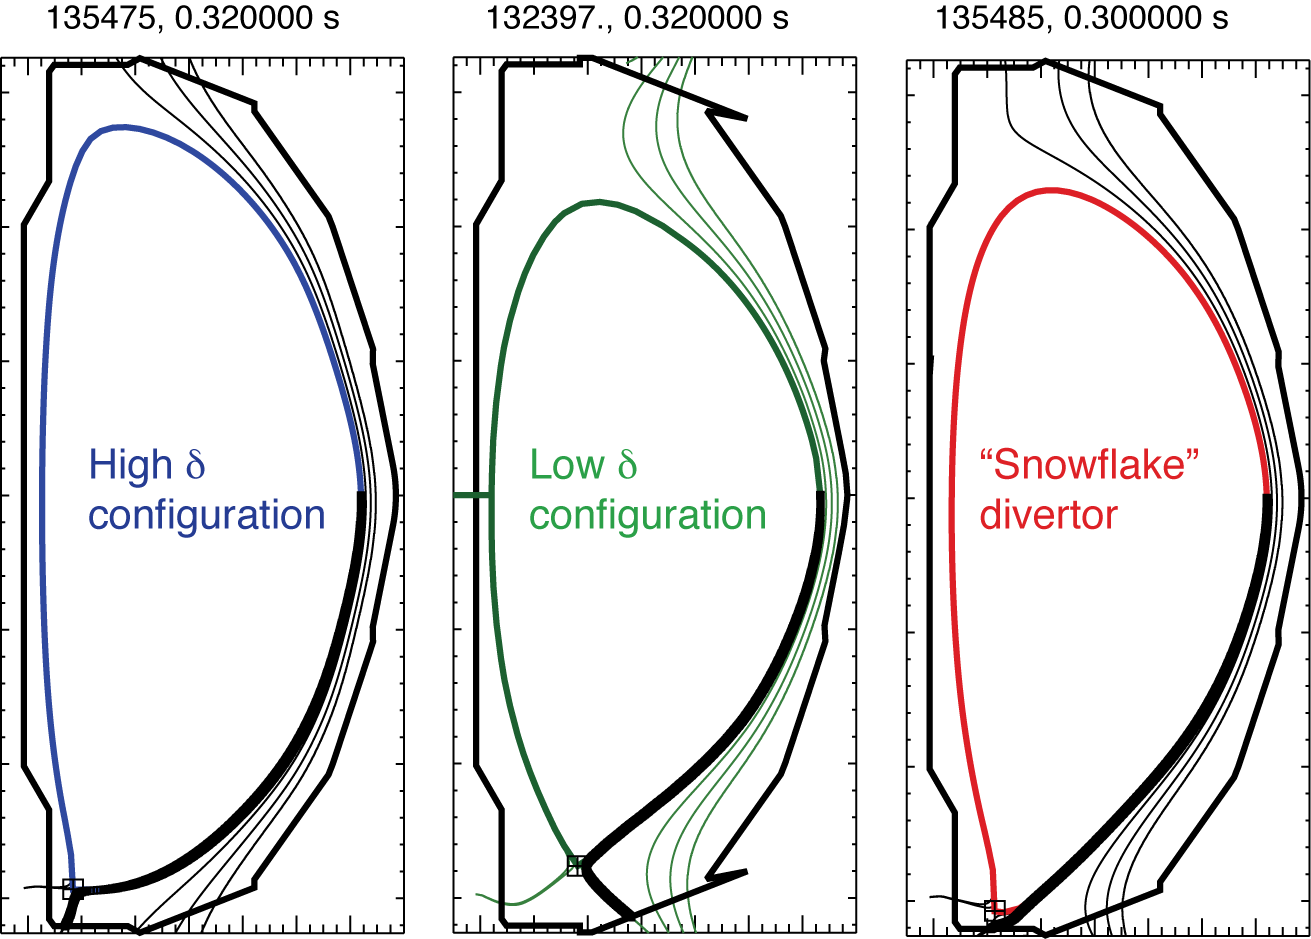 135475, 0.320000 s
132397., 0.320000 s
135485, 0.300000 s
High δ
configuration
Low δ
configuration
“Snowflake”
divertor